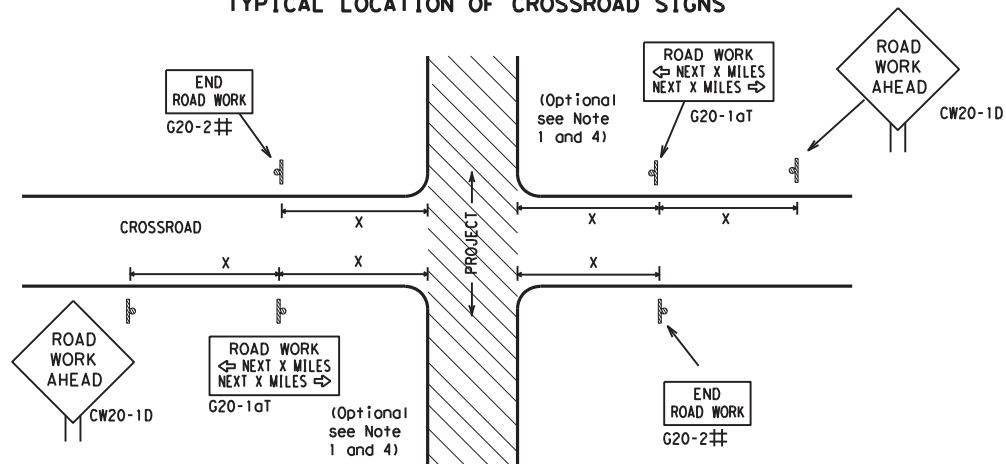 TYPICAL LOCATION OF CROSSROAD SIGNS
END
ROAD WORK
G20-2#
(Optional
see Note
1 and 4)
ROAD WORK
⇦ NEXT X MILES
NEXT X MILES ⇨
G20-1aT
ROAD
WORK
AHEAD
CW20-1D
X
X
X
CROSSROAD
PROJECT
X
X
X
ROAD
WORK
AHEAD
CW20-1D
ROAD WORK
⇦ NEXT X MILES
NEXT X MILES ⇨
G20-1aT
(Optional
see Note
1 and 4)
END
ROAD WORK
G20-2#